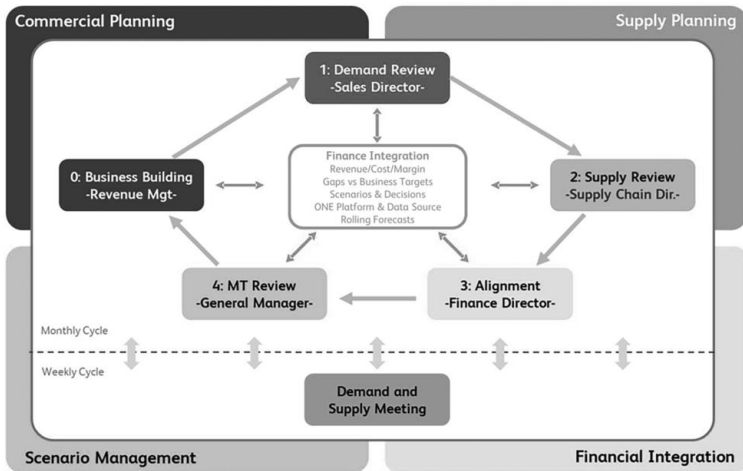 Commercial Planning
Supply Planning
1: Demand Review
-Sales Director-
Finance Integration
Revenue/Cost/Margin
Gaps vs Business Targets
Scenarios & Decisions
ONE Platform & Data Source
Rolling Forecasts
0: Business Building
-Revenue Mgt-
2: Supply Review
-Supply Chain Dir.-
4: MT Review
-General Manager-
3: Alignment
-Finance Director-
Monthly Cycle
Weekly Cycle
Demand and
Supply Meeting
Scenario Management
Financial Integration